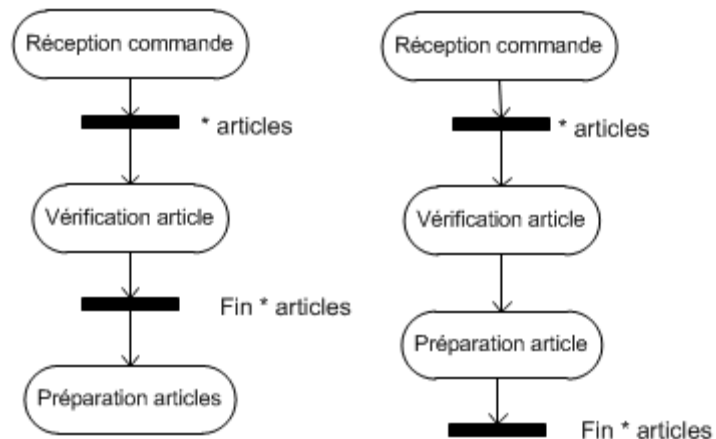 Réception commande
* articles
Vérification article
Fin * articles
Préparation articles
Réception commande
* articles
Vérification article
Préparation article
Fin * articles